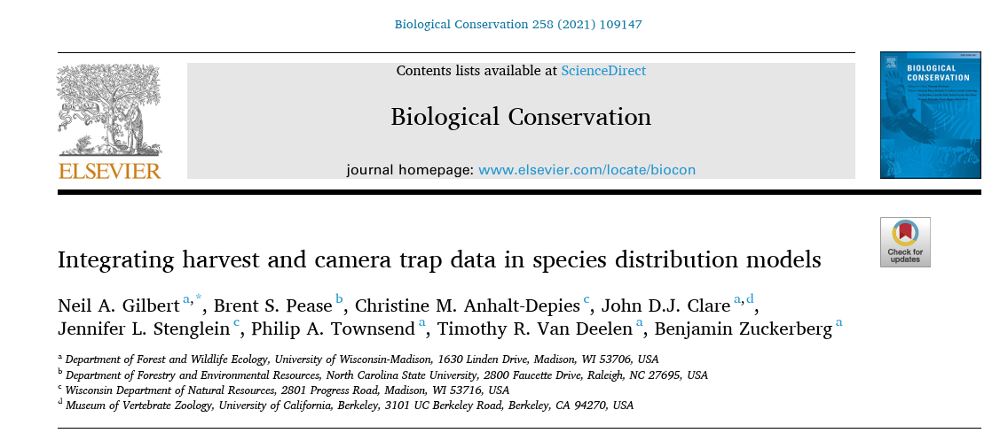 Biological Conservation 258 (2021) 109147
Contents lists available at ScienceDirect
Biological Conservation
journal homepage: www.elsevier.com/locate/biocon
ELSEVIER
BIOLOGICAL
CONSERVATION
Check for
updates
Integrating harvest and camera trap data in species distribution models
Neil A. Gilbert a,*, Brent S. Pease b, Christine M. Anhalt-Depies c, John D.J. Clare a,d,
Jennifer L. Stenglein c, Philip A. Townsend a, Timothy R. Van Deelen a, Benjamin Zuckerberg a
a Department of Forest and Wildlife Ecology, University of Wisconsin-Madison, 1630 Linden Drive, Madison, WI 53706, USA
b Department of Forestry and Environmental Resources, North Carolina State University, 2800 Faucette Drive, Raleigh, NC 27695, USA
c Wisconsin Department of Natural Resources, 2801 Progress Road, Madison, WI 53716, USA
d Museum of Vertebrate Zoology, University of California, Berkeley, 3101 UC Berkeley Road, Berkeley, CA 94270, USA